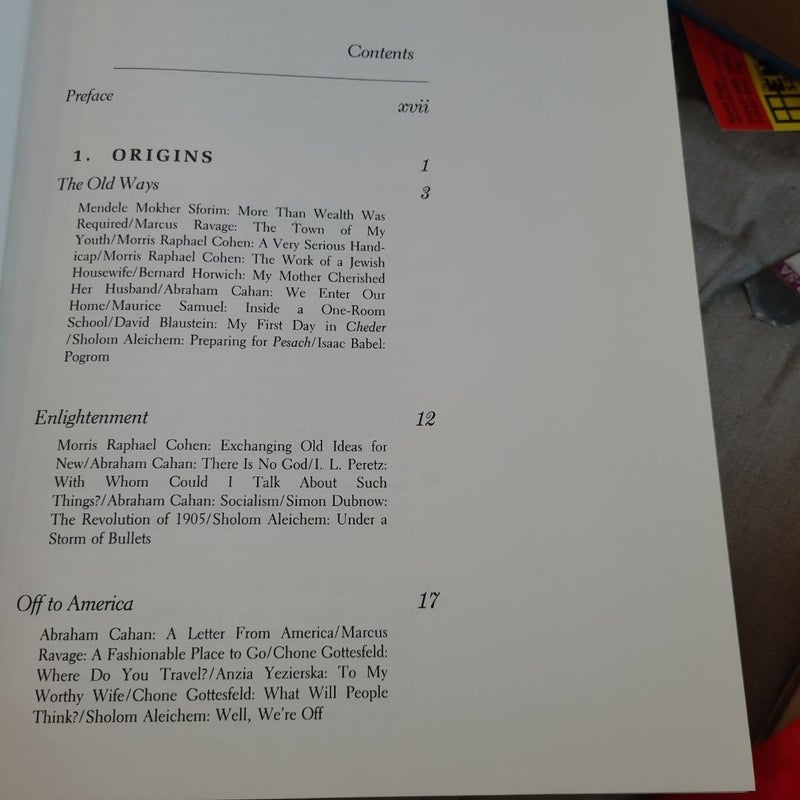 Contents
Preface xvii
1. ORIGINS 1
The Old Ways 3
Mendele Mokher Sforim: More Than Wealth Was
Required/Marcus Ravage: The Town of My
Youth/Morris Raphael Cohen: A Very Serious Hand-
icap/Morris Raphael Cohen: The Work of a Jewish
Housewife/Bernard Horwich: My Mother Cherished
Her Husband/Abraham Cahan: We Enter Our
Home/Maurice Samuel: Inside a One-Room
School/David Blaustein: My First Day in Cheder
/Sholom Aleichem: Preparing for Pesach/Isaac Babel:
Pogrom
Enlightenment 12
Morris Raphael Cohen: Exchanging Old Ideas for
New/Abraham Cahan: There Is No God/I. L. Peretz:
With Whom Could I Talk About Such
Things?/Abraham Cahan: Socialism/Simon Dubnow:
The Revolution of 1905/Sholom Aleichem: Under a
Storm of Bullets
Off to America 17
Abraham Cahan: A Letter From America/Marcus
Ravage: A Fashionable Place to Go/Chone Gottesfeld:
Where Do You Travel?/Anzia Yezierska: To My
Worthy Wife/Chone Gottesfeld: What Will People
Think?/Sholom Aleichem: Well, We're Off